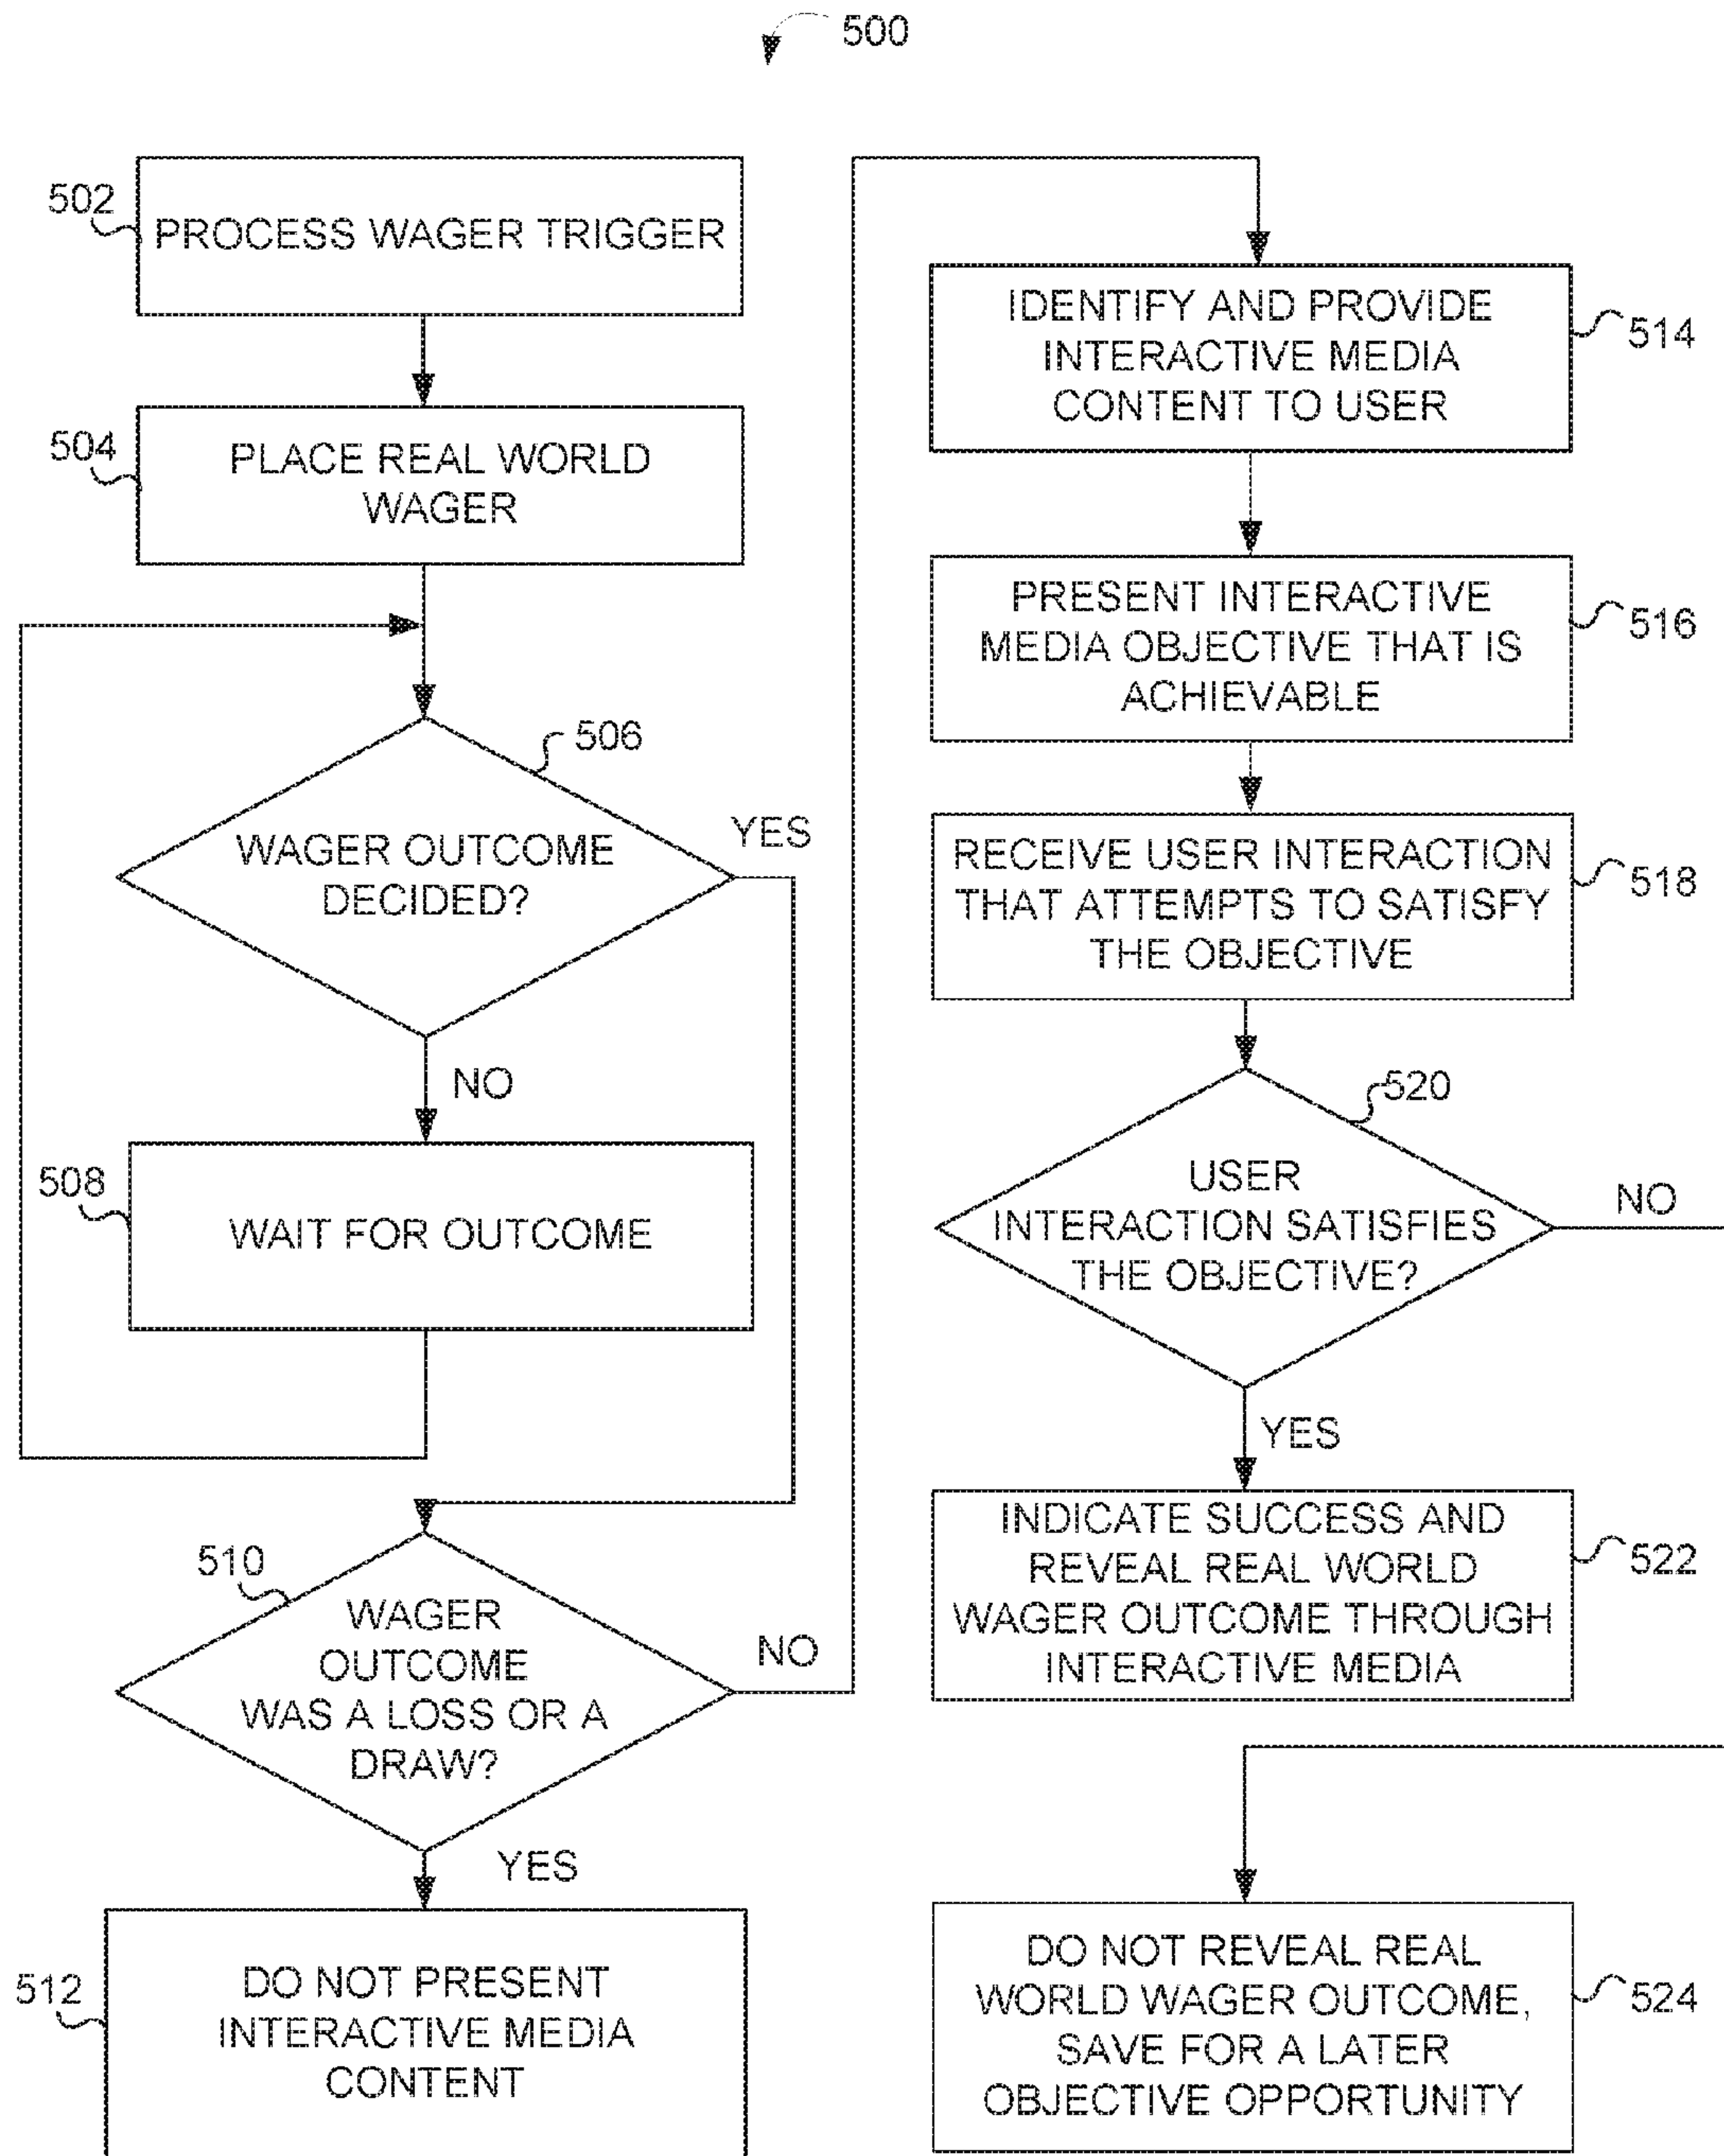 500
502
PROCESS WAGER TRIGGER
504
PLACE REAL WORLD
WAGER
506
WAGER OUTCOME
DECIDED?
YES
NO
508
WAIT FOR OUTCOME
510
WAGER
OUTCOME
WAS A LOSS OR A
DRAW?
NO
YES
512
DO NOT PRESENT
INTERACTIVE MEDIA
CONTENT
IDENTIFY AND PROVIDE
INTERACTIVE MEDIA
CONTENT TO USER
514
PRESENT INTERACTIVE
MEDIA OBJECTIVE THAT IS
ACHIEVABLE
516
RECEIVE USER INTERACTION
THAT ATTEMPTS TO SATISFY
THE OBJECTIVE
518
520
USER
INTERACTION SATISFIES
THE OBJECTIVE?
NO
YES
INDICATE SUCCESS AND
REVEAL REAL WORLD
WAGER OUTCOME THROUGH
INTERACTIVE MEDIA
522
DO NOT REVEAL REAL
WORLD WAGER OUTCOME,
SAVE FOR A LATER
OBJECTIVE OPPORTUNITY
524